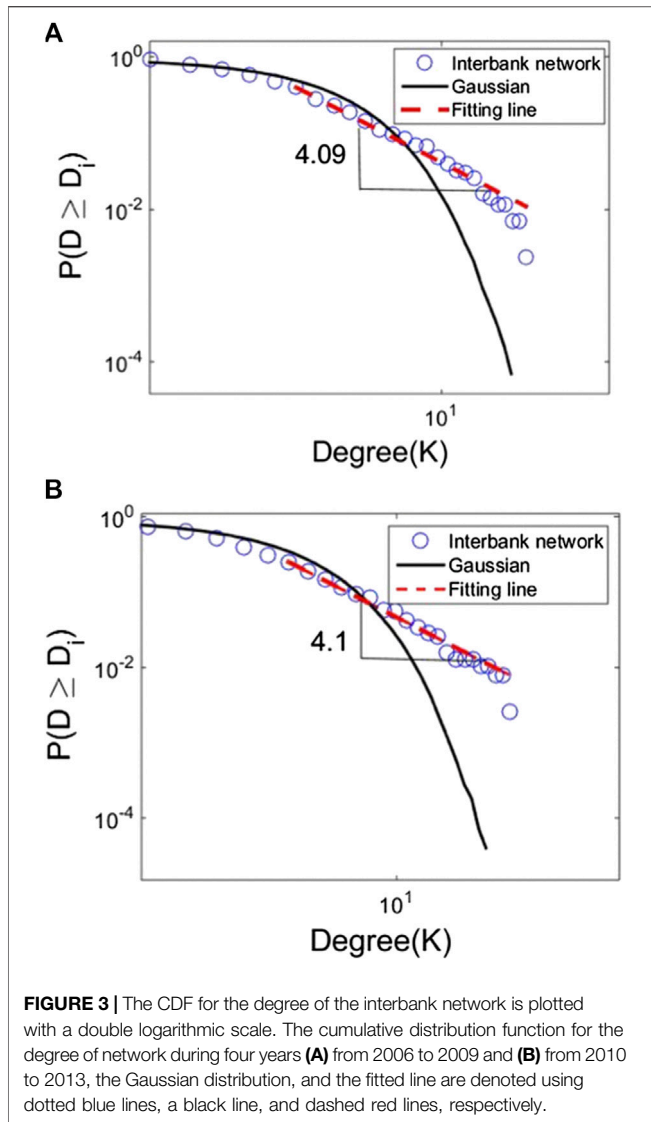 A
10^0
10^-2
10^-4
P(D ≥ D_i)
Interbank network
Gaussian
Fitting line
4.09
10^1
Degree(K)
B
10^0
10^-2
10^-4
P(D ≥ D_i)
Interbank network
Gaussian
Fitting line
4.1
10^1
Degree(K)
FIGURE 3 | The CDF for the degree of the interbank network is plotted
with a double logarithmic scale. The cumulative distribution function for the
degree of network during four years (A) from 2006 to 2009 and (B) from 2010
to 2013, the Gaussian distribution, and the fitted line are denoted using
dotted blue lines, a black line, and dashed red lines, respectively.